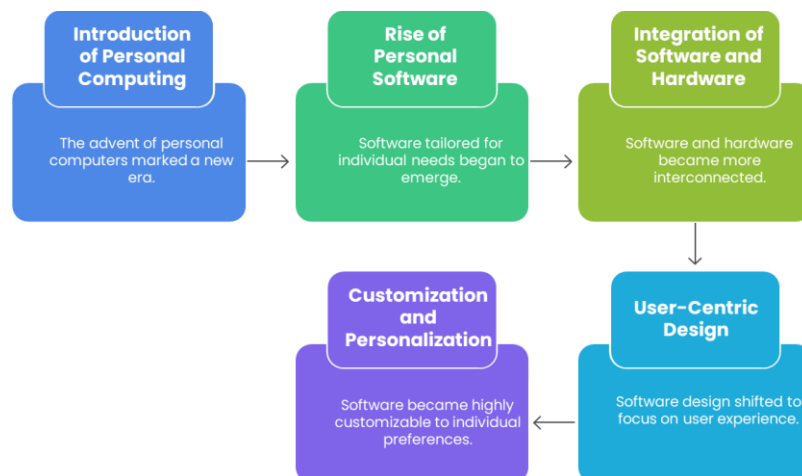 Introduction
of Personal
Computing
The advent of personal
computers marked a new
era.
Rise of
Personal
Software
Software tailored for
individual needs began to
emerge.
Integration of
Software and
Hardware
Software and hardware
became more
interconnected.
User-Centric
Design
Software design shifted to
focus on user experience.
Customization
and
Personalization
Software became highly
customizable to individual
preferences.